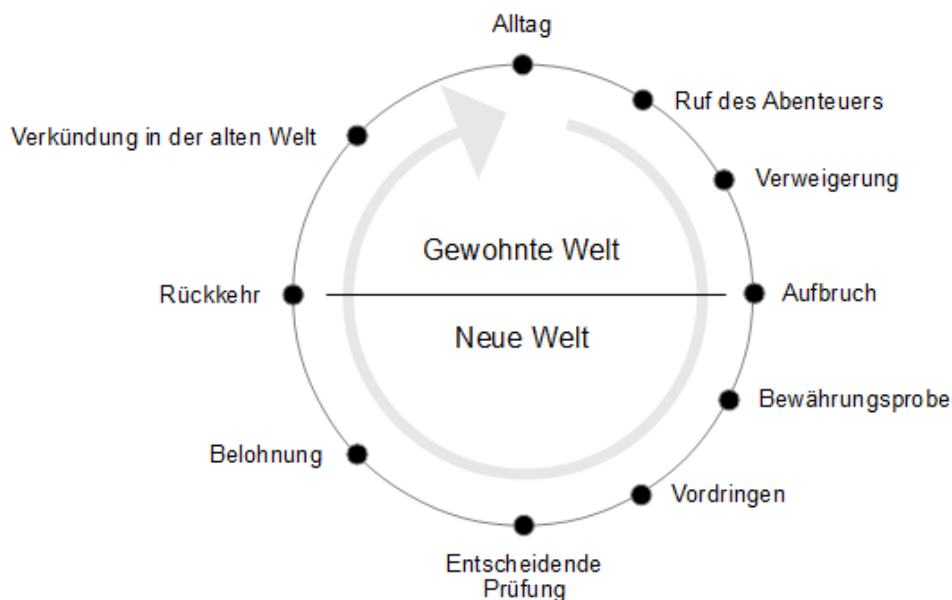 Alltag
Ruf des Abenteuers
Verkündung in der alten Welt
Verweigerung
Gewohnte Welt
Rückkehr
Aufbruch
Neue Welt
Bewährungsprobe
Belohnung
Vordringen
Entscheidende
Prüfung